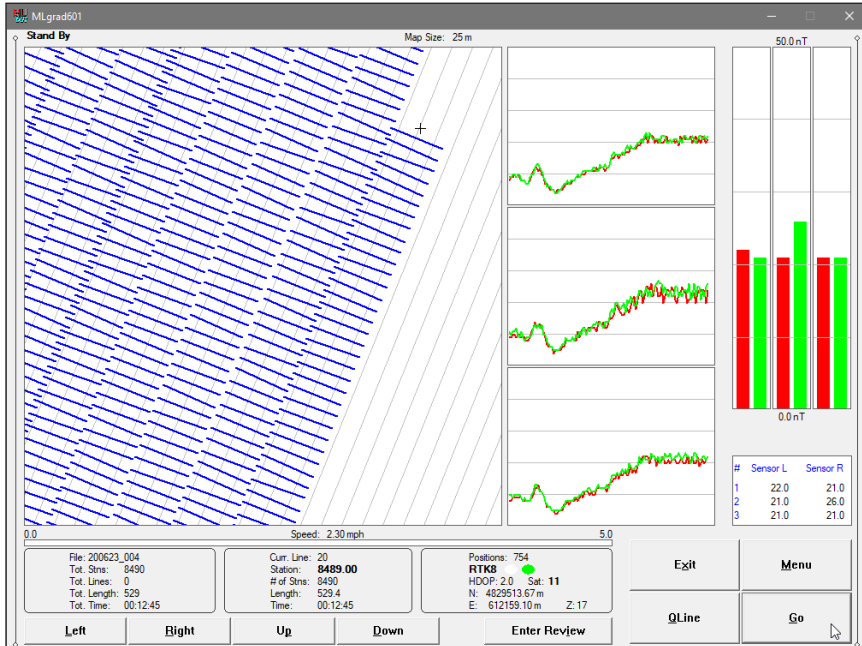 MLgrad601
Stand By
Map Size: 25 m
50.0 nT
0.0 nT
# Sensor L Sensor R
1 22.0 21.0
2 21.0 26.0
3 21.0 21.0
0.0 Speed: 2.30 mph 5.0
File: 200623_004
Tot. Stns: 8490
Tot. Lines: 0
Tot. Length: 529
Tot. Time: 00:12:45
Curr. Line: 20
Station: 8489.00
# of Stns: 8490
Length: 529.4
Time: 00:12:45
Positions: 754
RTK8
HDOP: 2.0 Sat: 11
N: 4829513.67 m
E: 612159.10 m Z: 17
Exit
Menu
QLine
Go
Left
Right
Up
Down
Enter Review